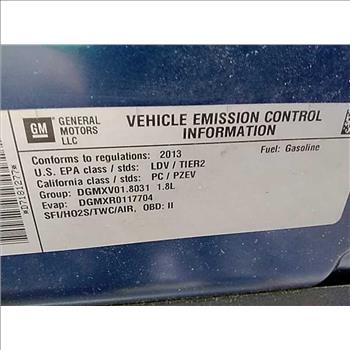 GM
GENERAL
MOTORS
LLC
VEHICLE EMISSION CONTROL
INFORMATION
Conforms to regulations: 2013
Fuel: Gasoline
U.S. EPA class / stds: LDV / TIER2
California class / stds: PC / PZEV
Group: DGMXV01.8031 1.8L
Evap: DGMXR0117704
SFI/HO2S/TWC/AIR, OBD: II
*D7181277#*